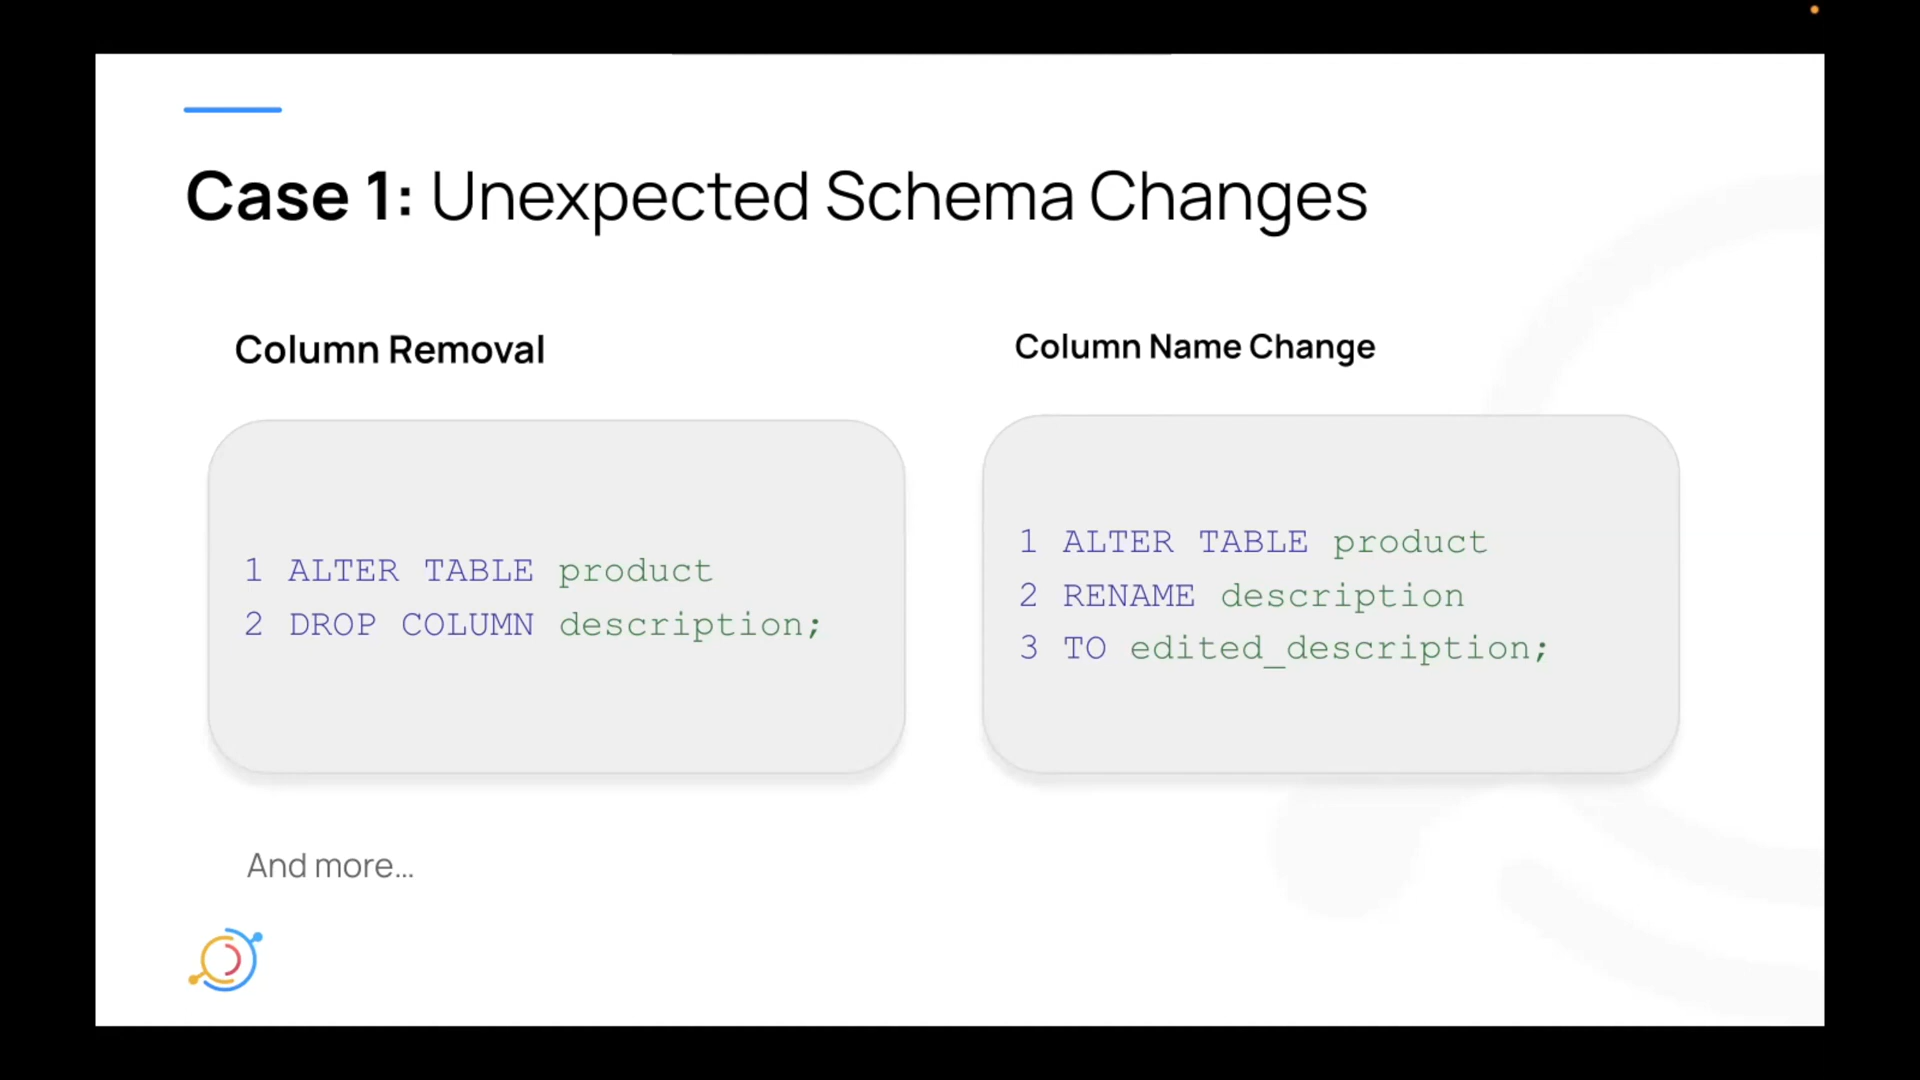 Case 1: Unexpected Schema Changes
Column Removal
1 ALTER TABLE product
2 DROP COLUMN description;
Column Name Change
1 ALTER TABLE product
2 RENAME description
3 TO edited_description;
And more...